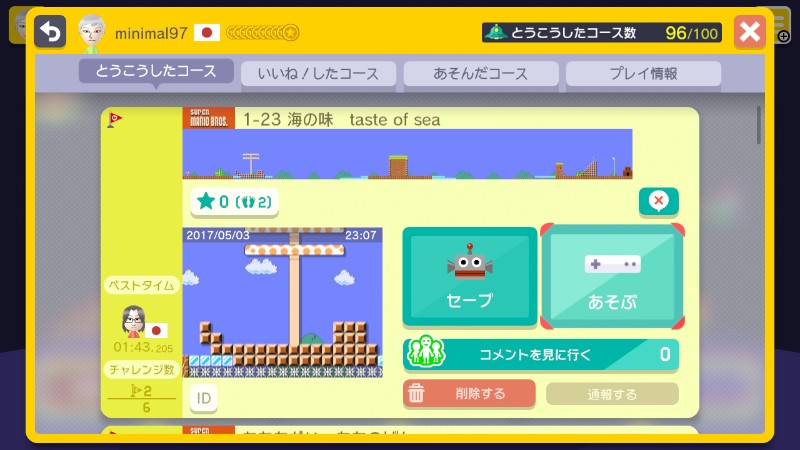 minimal97
とうこうしたコース数 96/100
とうこうしたコース
いいね!したコース
あそんだコース
プレイ情報
SUPER
MARIO BROS.
1-23 海の味 taste of sea
0 (2)
2017/05/03 23:07
セーブ
あそぶ
ベストタイム
01:43.205
チャレンジ数
2
6
コメントを見に行く 0
ID
削除する
通報する
SUPER